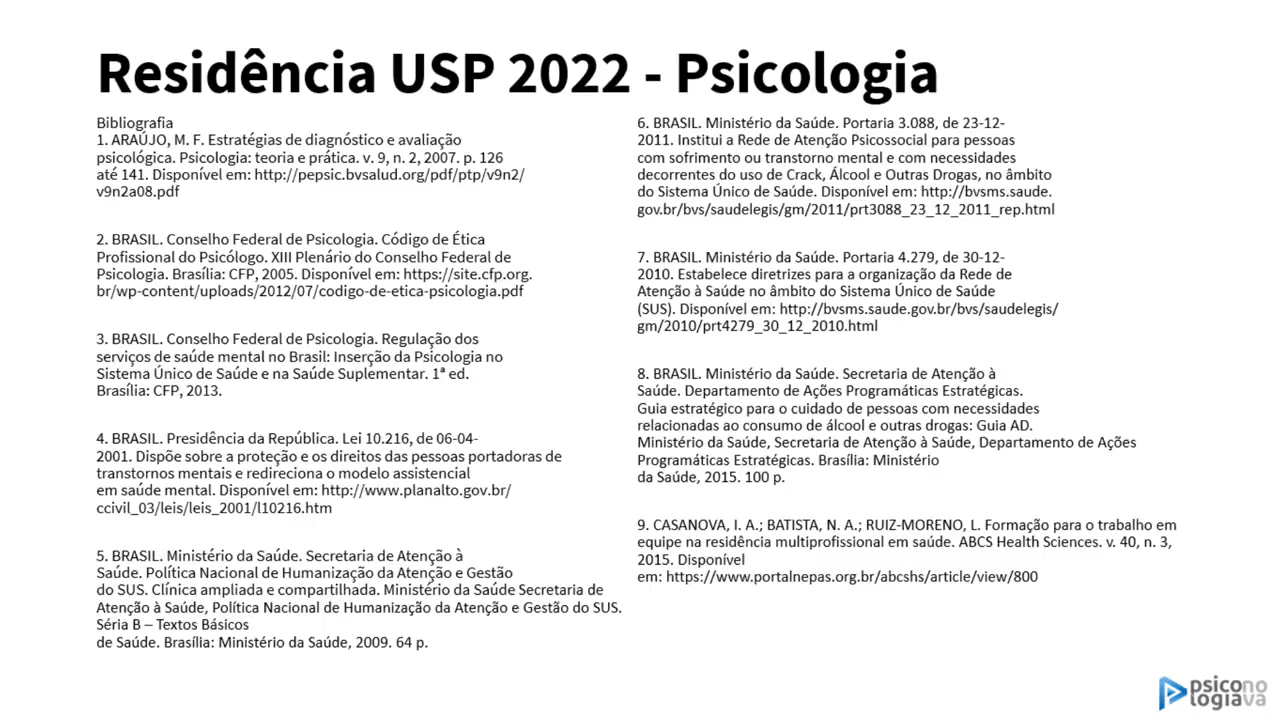 Residência USP 2022 - Psicologia
Bibliografia
1. ARAÚJO, M. F. Estratégias de diagnóstico e avaliação
psicológica. Psicologia: teoria e prática. v. 9, n. 2, 2007. p. 126
até 141. Disponível em: http://pepsic.bvsalud.org/pdf/ptp/v9n2/
v9n2a08.pdf
2. BRASIL. Conselho Federal de Psicologia. Código de Ética
Profissional do Psicólogo. XIII Plenário do Conselho Federal de
Psicologia. Brasília: CFP, 2005. Disponível em: https://site.cfp.org.
br/wp-content/uploads/2012/07/codigo-de-etica-psicologia.pdf
3. BRASIL. Conselho Federal de Psicologia. Regulação dos
serviços de saúde mental no Brasil: Inserção da Psicologia no
Sistema Único de Saúde e na Saúde Suplementar. 1ª ed.
Brasília: CFP, 2013.
4. BRASIL. Presidência da República. Lei 10.216, de 06-04-
2001. Dispõe sobre a proteção e os direitos das pessoas portadoras de
transtornos mentais e redireciona o modelo assistencial
em saúde mental. Disponível em: http://www.planalto.gov.br/
ccivil_03/leis/leis_2001/l10216.htm
5. BRASIL. Ministério da Saúde. Secretaria de Atenção à
Saúde. Política Nacional de Humanização da Atenção e Gestão
do SUS. Clínica ampliada e compartilhada. Ministério da Saúde Secretaria de
Atenção à Saúde, Política Nacional de Humanização da Atenção e Gestão do SUS.
Séria B – Textos Básicos
de Saúde. Brasília: Ministério da Saúde, 2009. 64 p.
6. BRASIL. Ministério da Saúde. Portaria 3.088, de 23-12-
2011. Institui a Rede de Atenção Psicossocial para pessoas
com sofrimento ou transtorno mental e com necessidades
decorrentes do uso de Crack, Álcool e Outras Drogas, no âmbito
do Sistema Único de Saúde. Disponível em: http://bvsms.saude.
gov.br/bvs/saudelegis/gm/2011/prt3088_23_12_2011_rep.html
7. BRASIL. Ministério da Saúde. Portaria 4.279, de 30-12-
2010. Estabelece diretrizes para a organização da Rede de
Atenção à Saúde no âmbito do Sistema Único de Saúde
(SUS). Disponível em: http://bvsms.saude.gov.br/bvs/saudelegis/
gm/2010/prt4279_30_12_2010.html
8. BRASIL. Ministério da Saúde. Secretaria de Atenção à
Saúde. Departamento de Ações Programáticas Estratégicas.
Guia estratégico para o cuidado de pessoas com necessidades
relacionadas ao consumo de álcool e outras drogas: Guia AD.
Ministério da Saúde, Secretaria de Atenção à Saúde, Departamento de Ações
Programáticas Estratégicas. Brasília: Ministério
da Saúde, 2015. 100 p.
9. CASANOVA, I. A.; BATISTA, N. A.; RUIZ-MORENO, L. Formação para o trabalho em
equipe na residência multiprofissional em saúde. ABCS Health Sciences. v. 40, n. 3,
2015. Disponível
em: https://www.portalnepas.org.br/abcshs/article/view/800
psicono
logiava